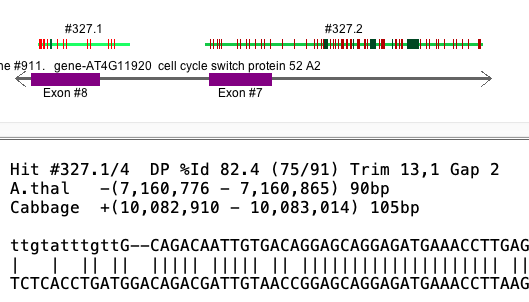 #327.1 #327.2
ne #911. gene-AT4G11920 cell cycle switch protein 52 A2
Exon #8 Exon #7
Hit #327.1/4 DP %Id 82.4 (75/91) Trim 13,1 Gap 2
A.thal -(7,160,776 - 7,160,865) 90bp
Cabbage +(10,082,910 - 10,083,014) 105bp
ttgtatttgttG--CAGACAATTGTGACAGGAGCAGGAGATGAAACCTTGAG
TCTCACCTGATGGACAGACGATTGTAACCGGAGCAGGAGATGAAACCTTAAG